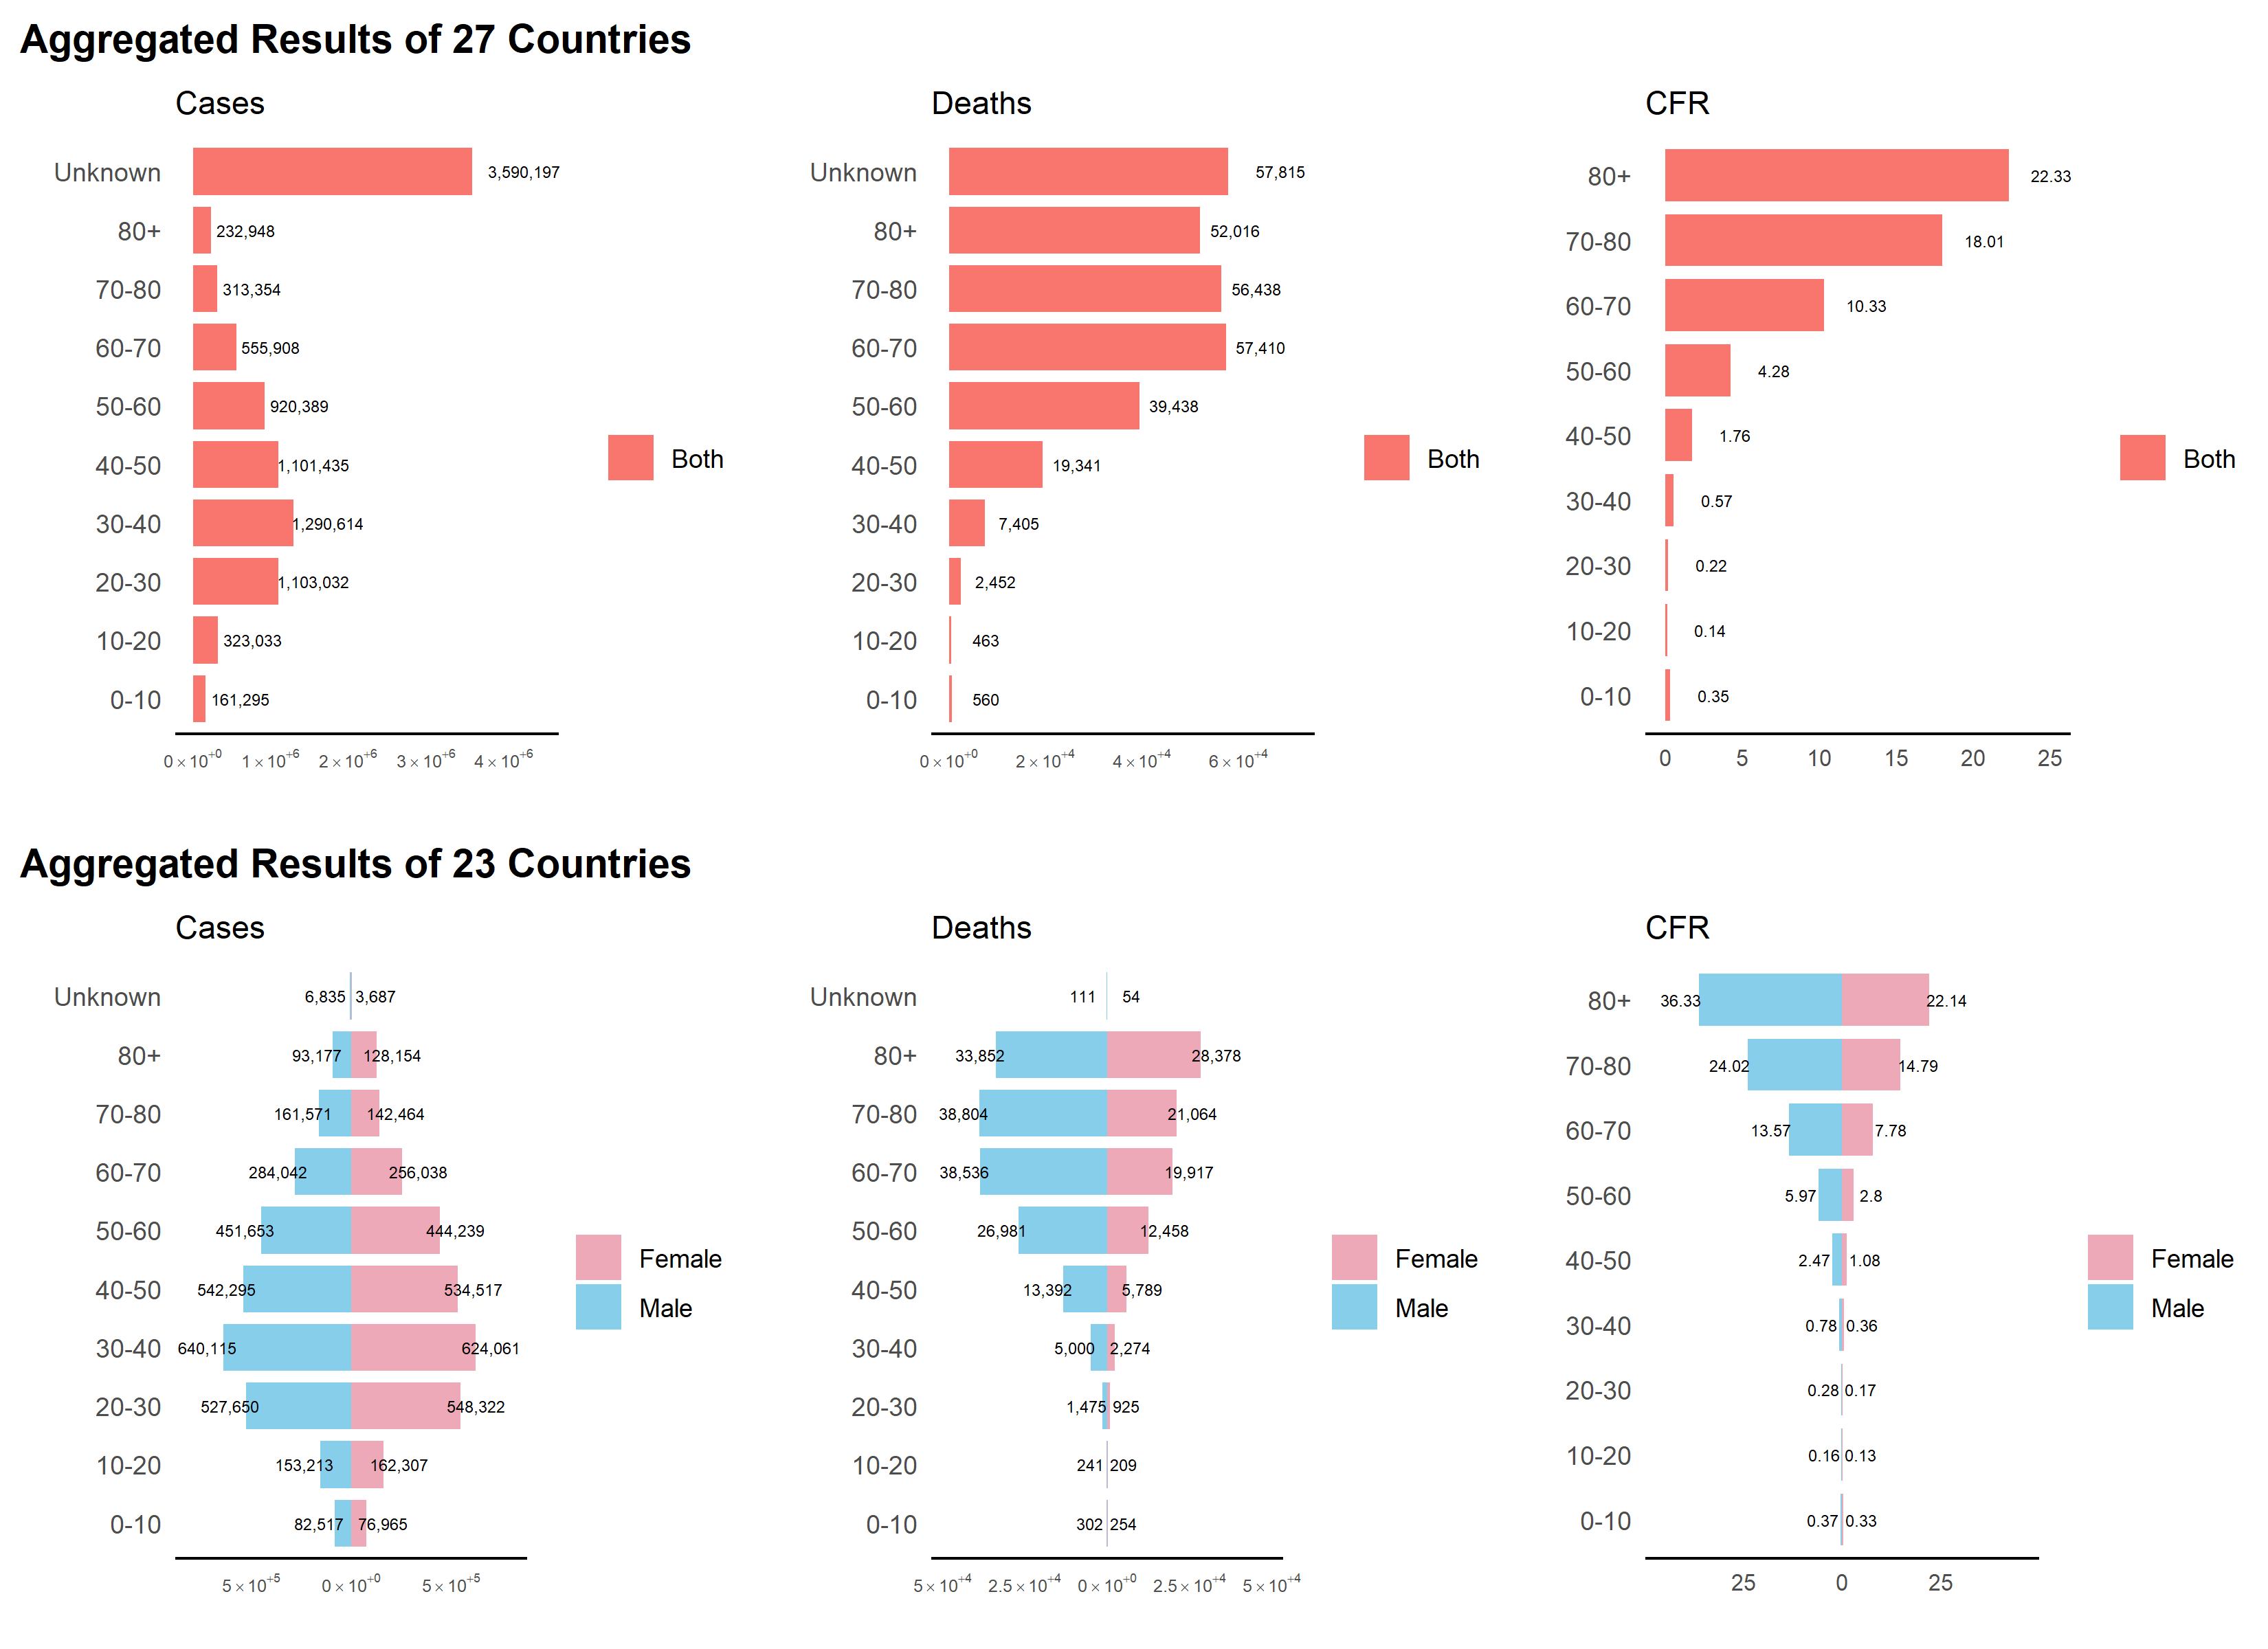 Aggregated Results of 27 Countries
Cases
Unknown 3,590,197
80+ 232,948
70-80 313,354
60-70 555,908
50-60 920,389
40-50 1,101,435
30-40 1,290,614
20-30 1,103,032
10-20 323,033
0-10 161,295
0×10⁺⁰ 1×10⁺⁶ 2×10⁺⁶ 3×10⁺⁶ 4×10⁺⁶
Both
Deaths
Unknown 57,815
80+ 52,016
70-80 56,438
60-70 57,410
50-60 39,438
40-50 19,341
30-40 7,405
20-30 2,452
10-20 463
0-10 560
0×10⁺⁰ 2×10⁺⁴ 4×10⁺⁴ 6×10⁺⁴
Both
CFR
80+ 22.33
70-80 18.01
60-70 10.33
50-60 4.28
40-50 1.76
30-40 0.57
20-30 0.22
10-20 0.14
0-10 0.35
0 5 10 15 20 25
Both
Aggregated Results of 23 Countries
Cases
Unknown 6,835 3,687
80+ 93,177 128,154
70-80 161,571 142,464
60-70 284,042 256,038
50-60 451,653 444,239
40-50 542,295 534,517
30-40 640,115 624,061
20-30 527,650 548,322
10-20 153,213 162,307
0-10 82,517 76,965
5×10⁺⁵ 0×10⁺⁰ 5×10⁺⁵
Female
Male
Deaths
Unknown 111 54
80+ 33,852 28,378
70-80 38,804 21,064
60-70 38,536 19,917
50-60 26,981 12,458
40-50 13,392 5,789
30-40 5,000 2,274
20-30 1,475 925
10-20 241 209
0-10 302 254
5×10⁺⁴ 2.5×10⁺⁴ 0×10⁺⁰ 2.5×10⁺⁴ 5×10⁺⁴
Female
Male
CFR
80+ 36.33 22.14
70-80 24.02 14.79
60-70 13.57 7.78
50-60 5.97 2.8
40-50 2.47 1.08
30-40 0.78 0.36
20-30 0.28 0.17
10-20 0.16 0.13
0-10 0.37 0.33
25 0 25
Female
Male